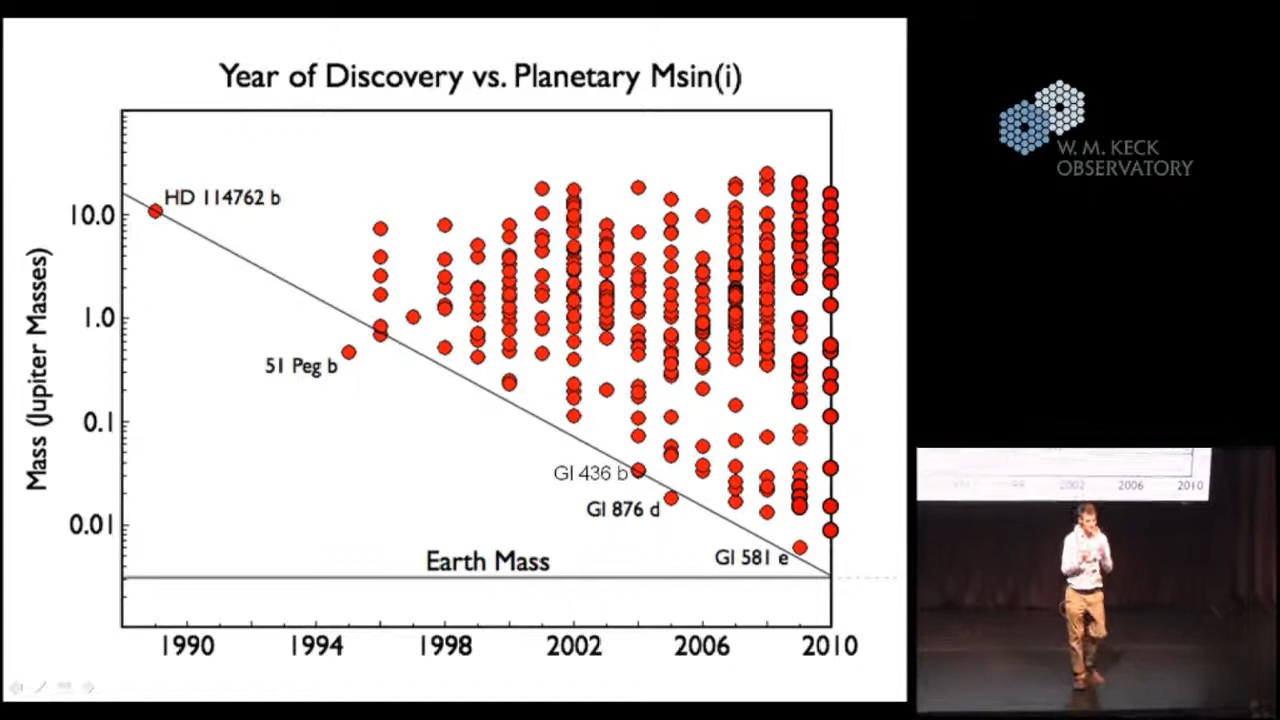 Year of Discovery vs. Planetary Msin(i)
Mass (Jupiter Masses)
10.0
1.0
0.1
0.01
HD 114762 b
51 Peg b
Gl 436 b
Gl 876 d
Gl 581 e
Earth Mass
1990 1994 1998 2002 2006 2010
W. M. KECK
OBSERVATORY
2002 2006 2010